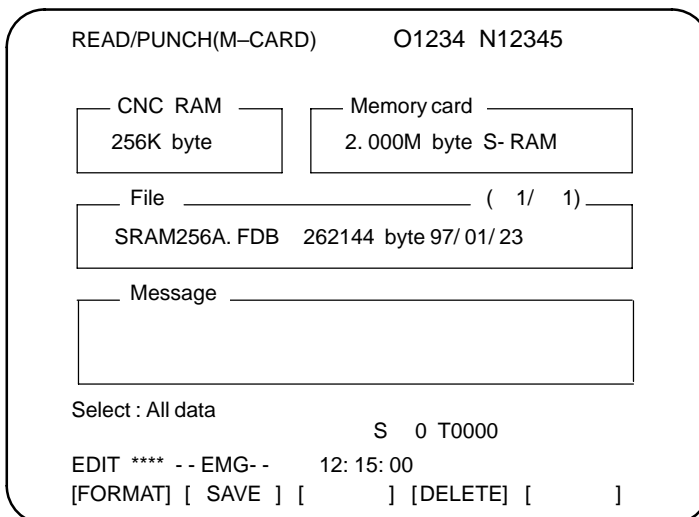 READ/PUNCH(M–CARD) O1234 N12345
CNC RAM Memory card
256K byte 2. 000M byte S- RAM
File ( 1/ 1)
SRAM256A. FDB 262144 byte 97/ 01/ 23
Message
Select : All data
S 0 T0000
EDIT **** - - EMG- - 12: 15: 00
[FORMAT] [ SAVE ] [ ] [DELETE] [ ]